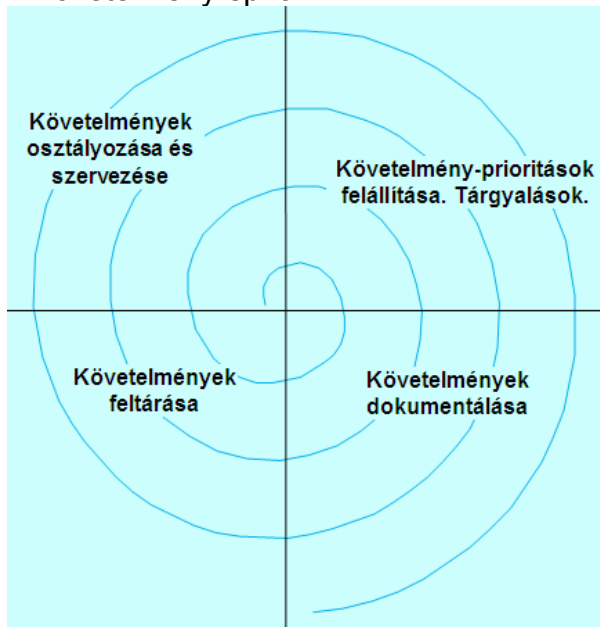 Követelmények
osztályozása és
szervezése
Követelmény-prioritások
felállítása. Tárgyalások.
Követelmények
feltárása
Követelmények
dokumentálása